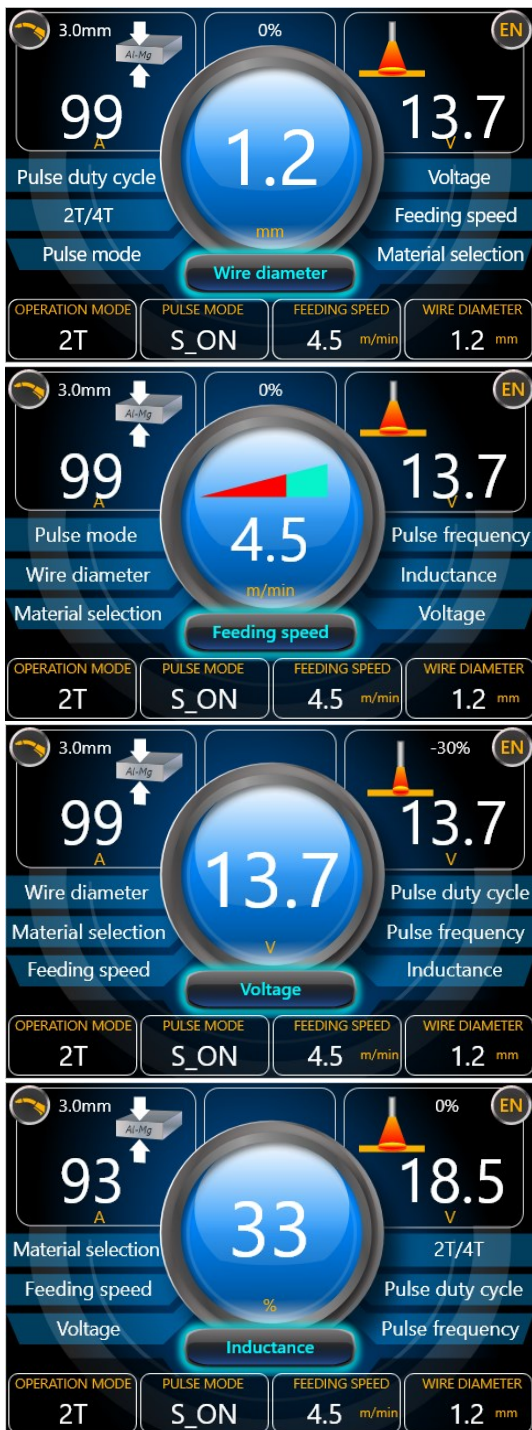 3.0mm 0% EN
Al-Mg
99 1.2 13.7
A V
Pulse duty cycle Voltage
2T/4T Feeding speed
mm
Pulse mode Material selection
Wire diameter
OPERATION MODE PULSE MODE FEEDING SPEED WIRE DIAMETER
2T S_ON 4.5 m/min 1.2 mm
3.0mm 0% EN
Al-Mg
99 13.7
A V
Pulse mode 4.5 Pulse frequency
Wire diameter m/min Inductance
Material selection Voltage
Feeding speed
OPERATION MODE PULSE MODE FEEDING SPEED WIRE DIAMETER
2T S_ON 4.5 m/min 1.2 mm
3.0mm -30% EN
Al-Mg
99 13.7 13.7
A V
Wire diameter Pulse duty cycle
Material selection V Pulse frequency
Feeding speed Inductance
Voltage
OPERATION MODE PULSE MODE FEEDING SPEED WIRE DIAMETER
2T S_ON 4.5 m/min 1.2 mm
3.0mm 0% EN
Al-Mg
93 33 18.5
A V
Material selection 2T/4T
Feeding speed % Pulse duty cycle
Voltage Pulse frequency
Inductance
OPERATION MODE PULSE MODE FEEDING SPEED WIRE DIAMETER
2T S_ON 4.5 m/min 1.2 mm